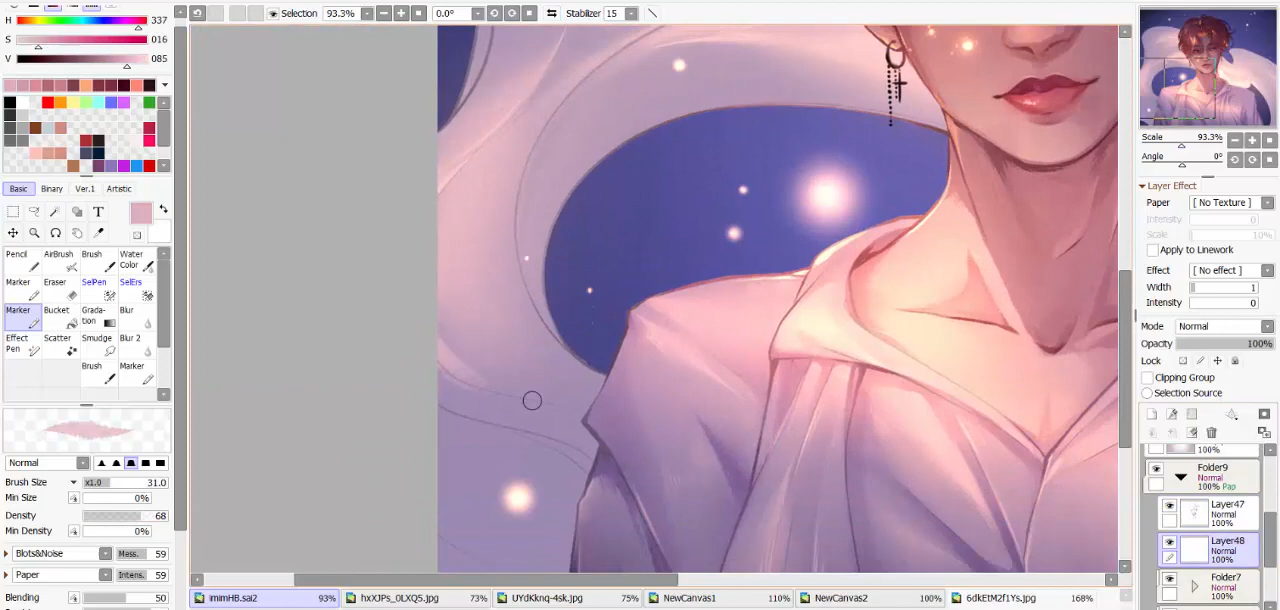 H 337
S 016
V 085
Selection 93.3% 0.0° Stabilizer 15
Basic Binary Ver.1 Artistic
T
Pencil AirBrush Brush Water Color
Marker Eraser SelPen SelErs
Marker Bucket Grada-tion Blur
Effect Pen Scatter Smudge Blur 2
Brush Marker
Normal
Brush Size x1.0 31.0
Min Size 0%
Density 68
Min Density 0%
Blots&Noise Mess. 59
Paper Intens. 59
Blending 50
imimHB.sai2 93%
hxXJPs_0LXQ5.jpg 73%
UYdKknq-4sk.jpg 75%
NewCanvas1 110%
NewCanvas2 100%
6dkEtM2f1Ys.jpg 168%
Scale 93.3%
Angle 0°
Layer Effect
Paper [ No Texture ]
Intensity 0
Scale 10%
Apply to Linework
Effect [ No effect ]
Width 1
Intensity 0
Mode Normal
Opacity 100%
Lock
Clipping Group
Selection Source
100%
Folder9
Normal
100% Pap
Layer47
Normal
100%
Layer48
Normal
100%
Folder7
Normal
100%